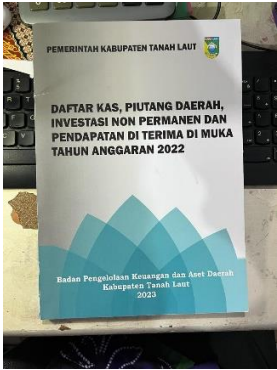 PEMERINTAH KABUPATEN TANAH LAUT
DAFTAR KAS, PIUTANG DAERAH,
INVESTASI NON PERMANEN DAN
PENDAPATAN DI TERIMA DI MUKA
TAHUN ANGGARAN 2022
Badan Pengelolaan Keuangan dan Aset Daerah
Kabupaten Tanah Laut
2023